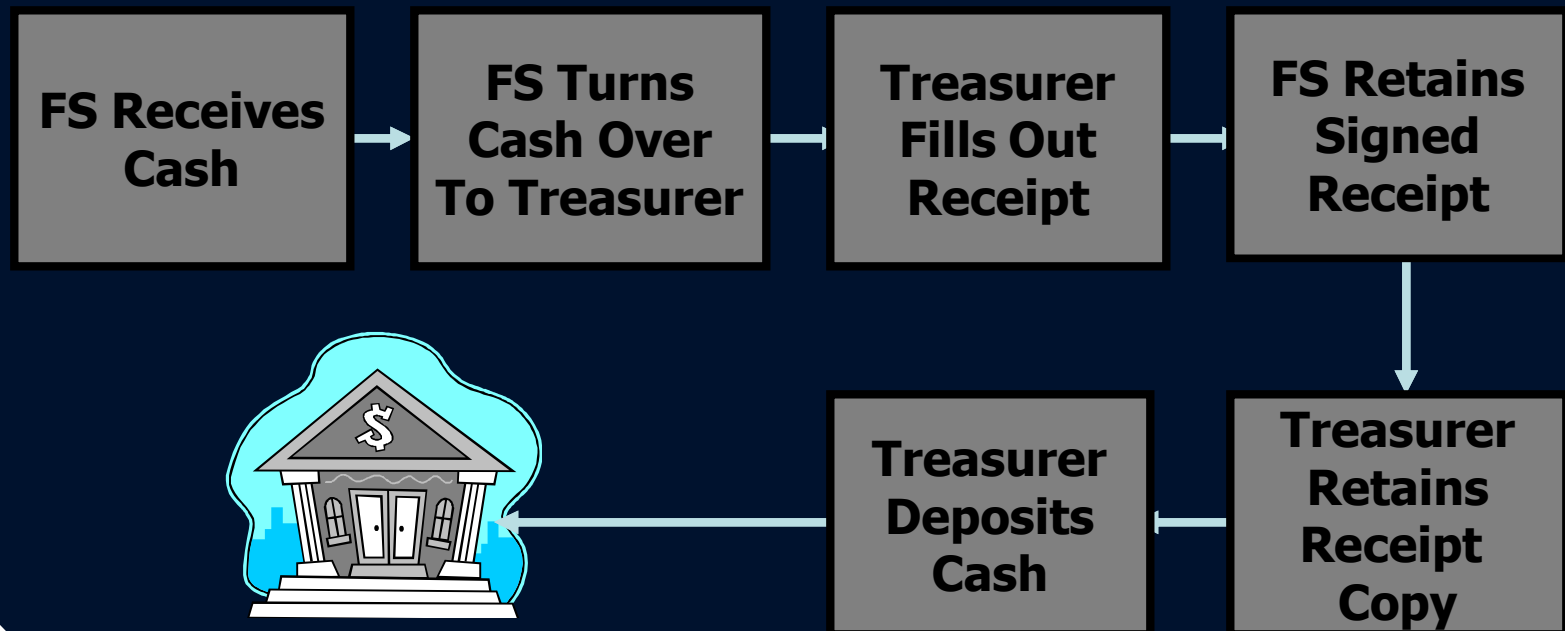 FS Receives
Cash
FS Turns
Cash Over
To Treasurer
Treasurer
Fills Out
Receipt
FS Retains
Signed
Receipt
Treasurer
Retains
Receipt
Copy
Treasurer
Deposits
Cash
$